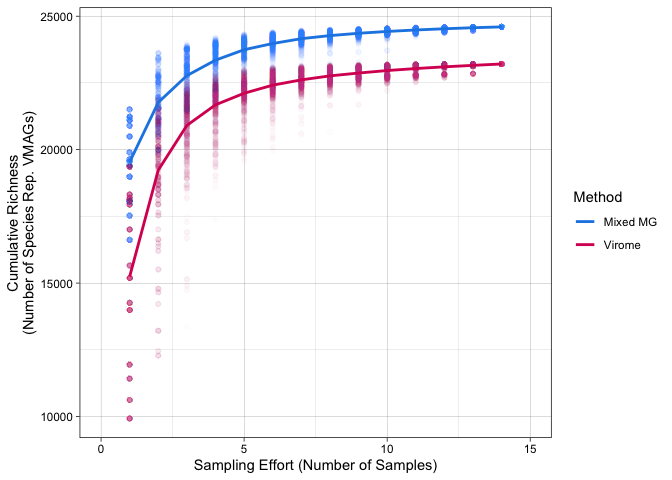 25000
20000
15000
10000
Cumulative Richness
(Number of Species Rep. VMAGs)
0
5
10
15
Sampling Effort (Number of Samples)
Method
Mixed MG
Virome